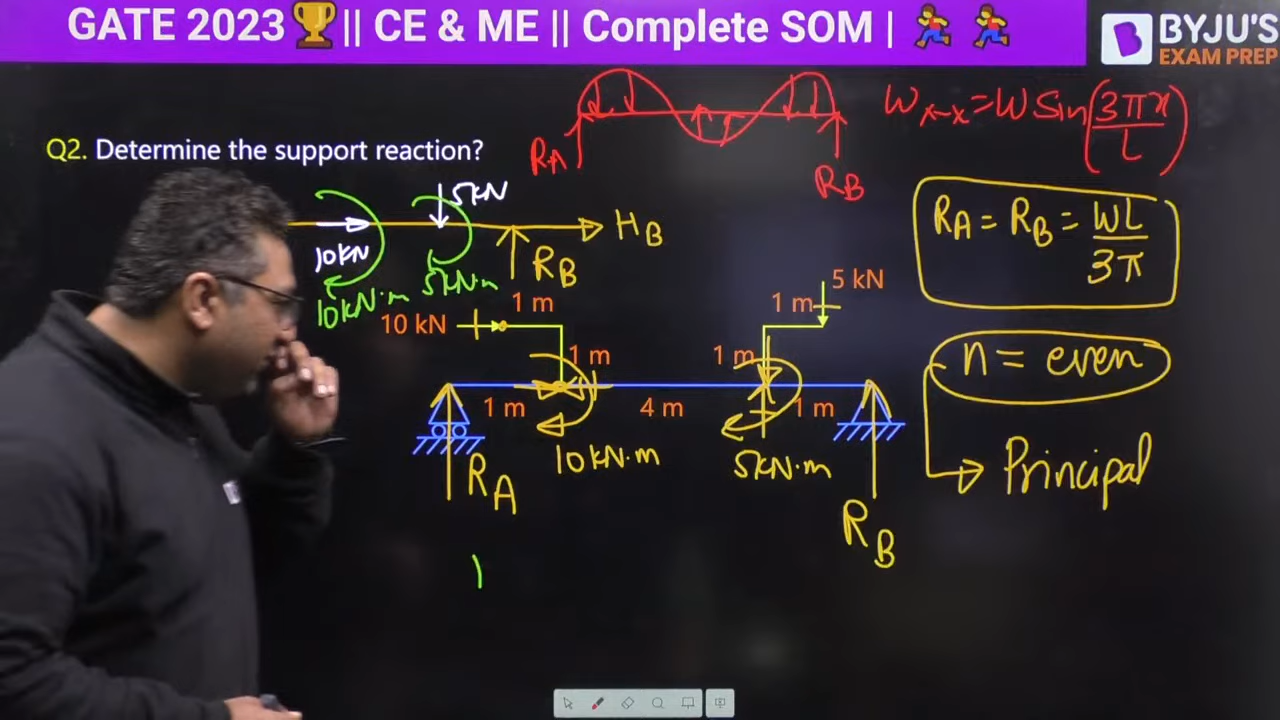 GATE 2023🏆|| CE & ME || Complete SOM | 🏃 🏃
BYJU'S
EXAM PREP
Wx-x = W Sin(3πx/L)
RA
RB
Q2. Determine the support reaction?
5kN
10kN
HB
RB
10kN·m
5kN·m
RA = RB = WL/3π
1 m
10 kN
1 m
5 kN
1 m
1 m
n = even
1 m
4 m
1 m
10kN·m
5kN·m
Principal
RA
RB